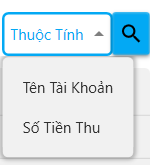 Thuộc Tính
Tên Tài Khoản
Số Tiền Thu